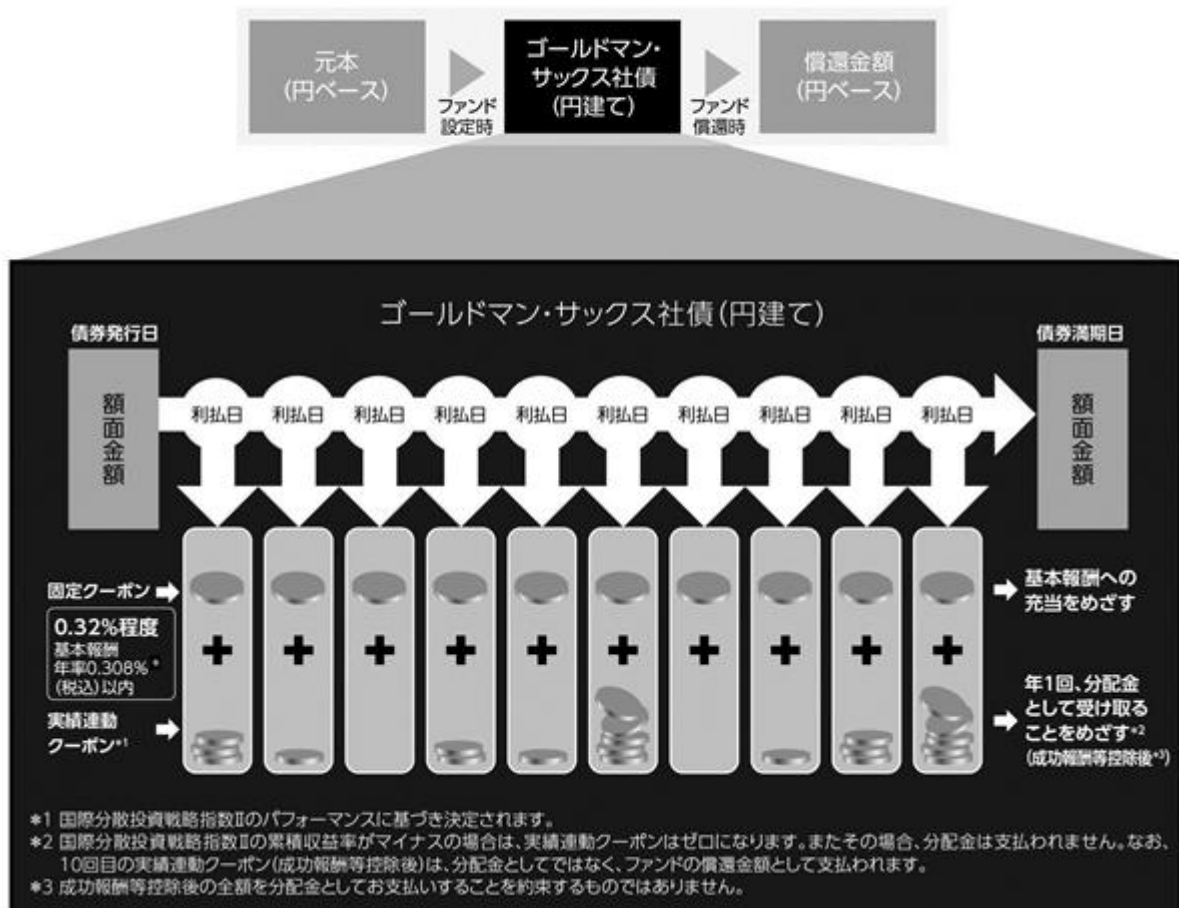 元本
(円ベース)
ファンド
設定時
ゴールドマン・
サックス社債
(円建て)
ファンド
償還時
償還金額
(円ベース)
ゴールドマン・サックス社債(円建て)
債券発行日
債券満期日
額面金額
利払日
利払日
利払日
利払日
利払日
利払日
利払日
利払日
利払日
利払日
額面金額
固定クーポン
0.32%程度
基本報酬
年率0.308%*
(税込)以内
実績連動
クーポン*1
基本報酬への
充当をめざす
年1回、分配金
として受け取る
ことをめざす*2
(成功報酬等控除後*3)
*1 国際分散投資戦略指数Ⅱのパフォーマンスに基づき決定されます。
*2 国際分散投資戦略指数Ⅱの累積収益率がマイナスの場合は、実績連動クーポンはゼロになります。またその場合、分配金は支払われません。なお、
10回目の実績連動クーポン(成功報酬等控除後)は、分配金としてではなく、ファンドの償還金額として支払われます。
*3 成功報酬等控除後の全額を分配金としてお支払いすることを約束するものではありません。